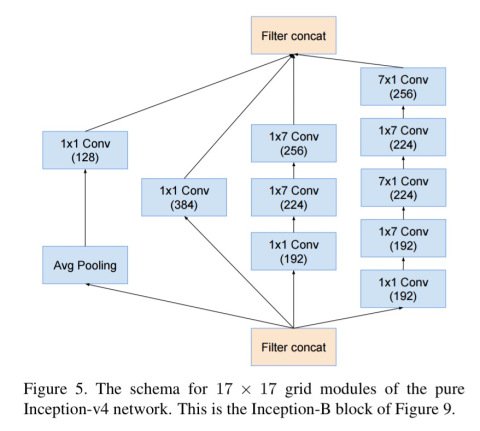 Filter concat
7x1 Conv
(256)
1x7 Conv
(224)
7x1 Conv
(224)
1x7 Conv
(192)
1x1 Conv
(192)
1x7 Conv
(256)
1x7 Conv
(224)
1x1 Conv
(192)
1x1 Conv
(384)
1x1 Conv
(128)
Avg Pooling
Filter concat
Figure 5. The schema for 17 × 17 grid modules of the pure
Inception-v4 network. This is the Inception-B block of Figure 9.